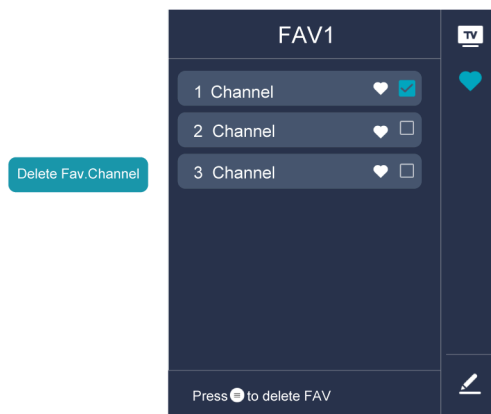 FAV1
TV
1 Channel
2 Channel
3 Channel
Delete Fav.Channel
Press to delete FAV